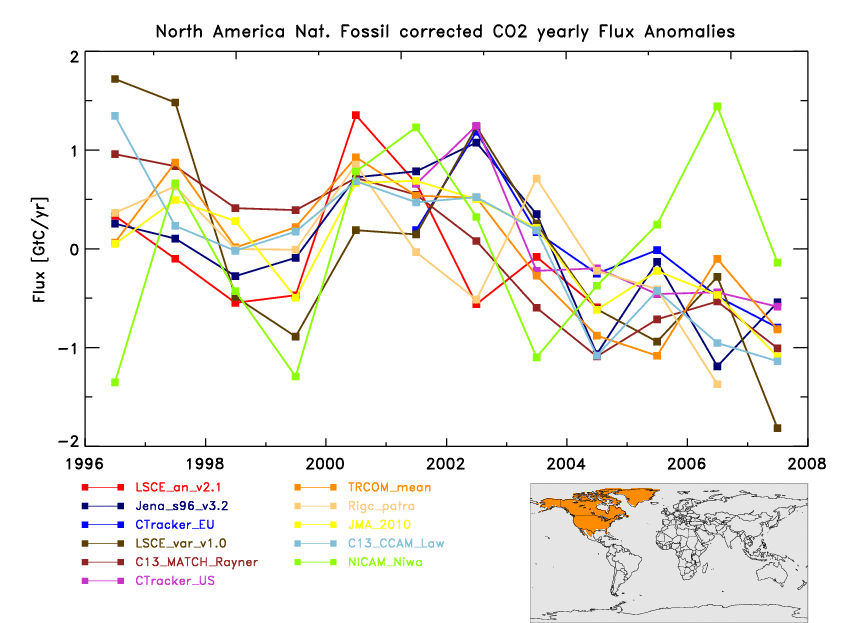 North America Nat. Fossil corrected CO2 yearly Flux Anomalies
2
1
0
-1
-2
Flux [GtC/yr]
1996 1998 2000 2002 2004 2006 2008
LSCE_an_v2.1 TRCOM_mean
Jena_s96_v3.2 Rigc_patra
CTracker_EU JMA_2010
LSCE_var_v1.0 C13_CCAM_Law
C13_MATCH_Rayner NICAM_Niwa
CTracker_US